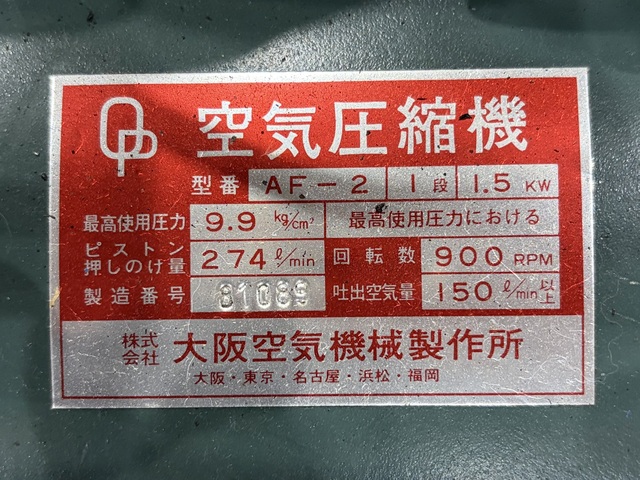 OP 空気圧縮機
型番 AF-2 1段 1.5 KW
最高使用圧力 9.9 kg/cm² 最高使用圧力における
ピストン押しのけ量 274 ℓ/min 回転数 900 RPM
製造番号 81089 吐出空気量 150 ℓ/min 以上
株式会社 大阪空気機械製作所
大阪・東京・名古屋・浜松・福岡